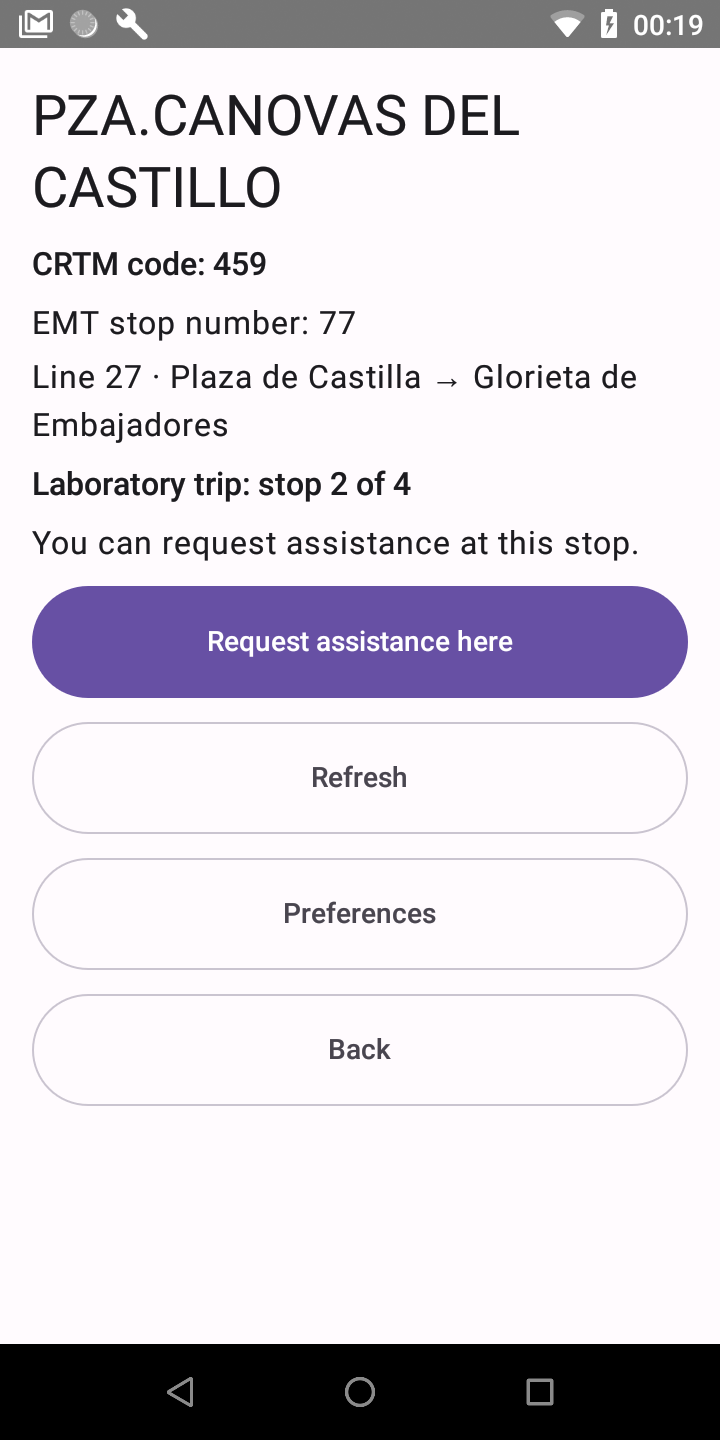 00:19
PZA.CANOVAS DEL
CASTILLO
CRTM code: 459
EMT stop number: 77
Line 27 · Plaza de Castilla → Glorieta de
Embajadores
Laboratory trip: stop 2 of 4
You can request assistance at this stop.
Request assistance here
Refresh
Preferences
Back